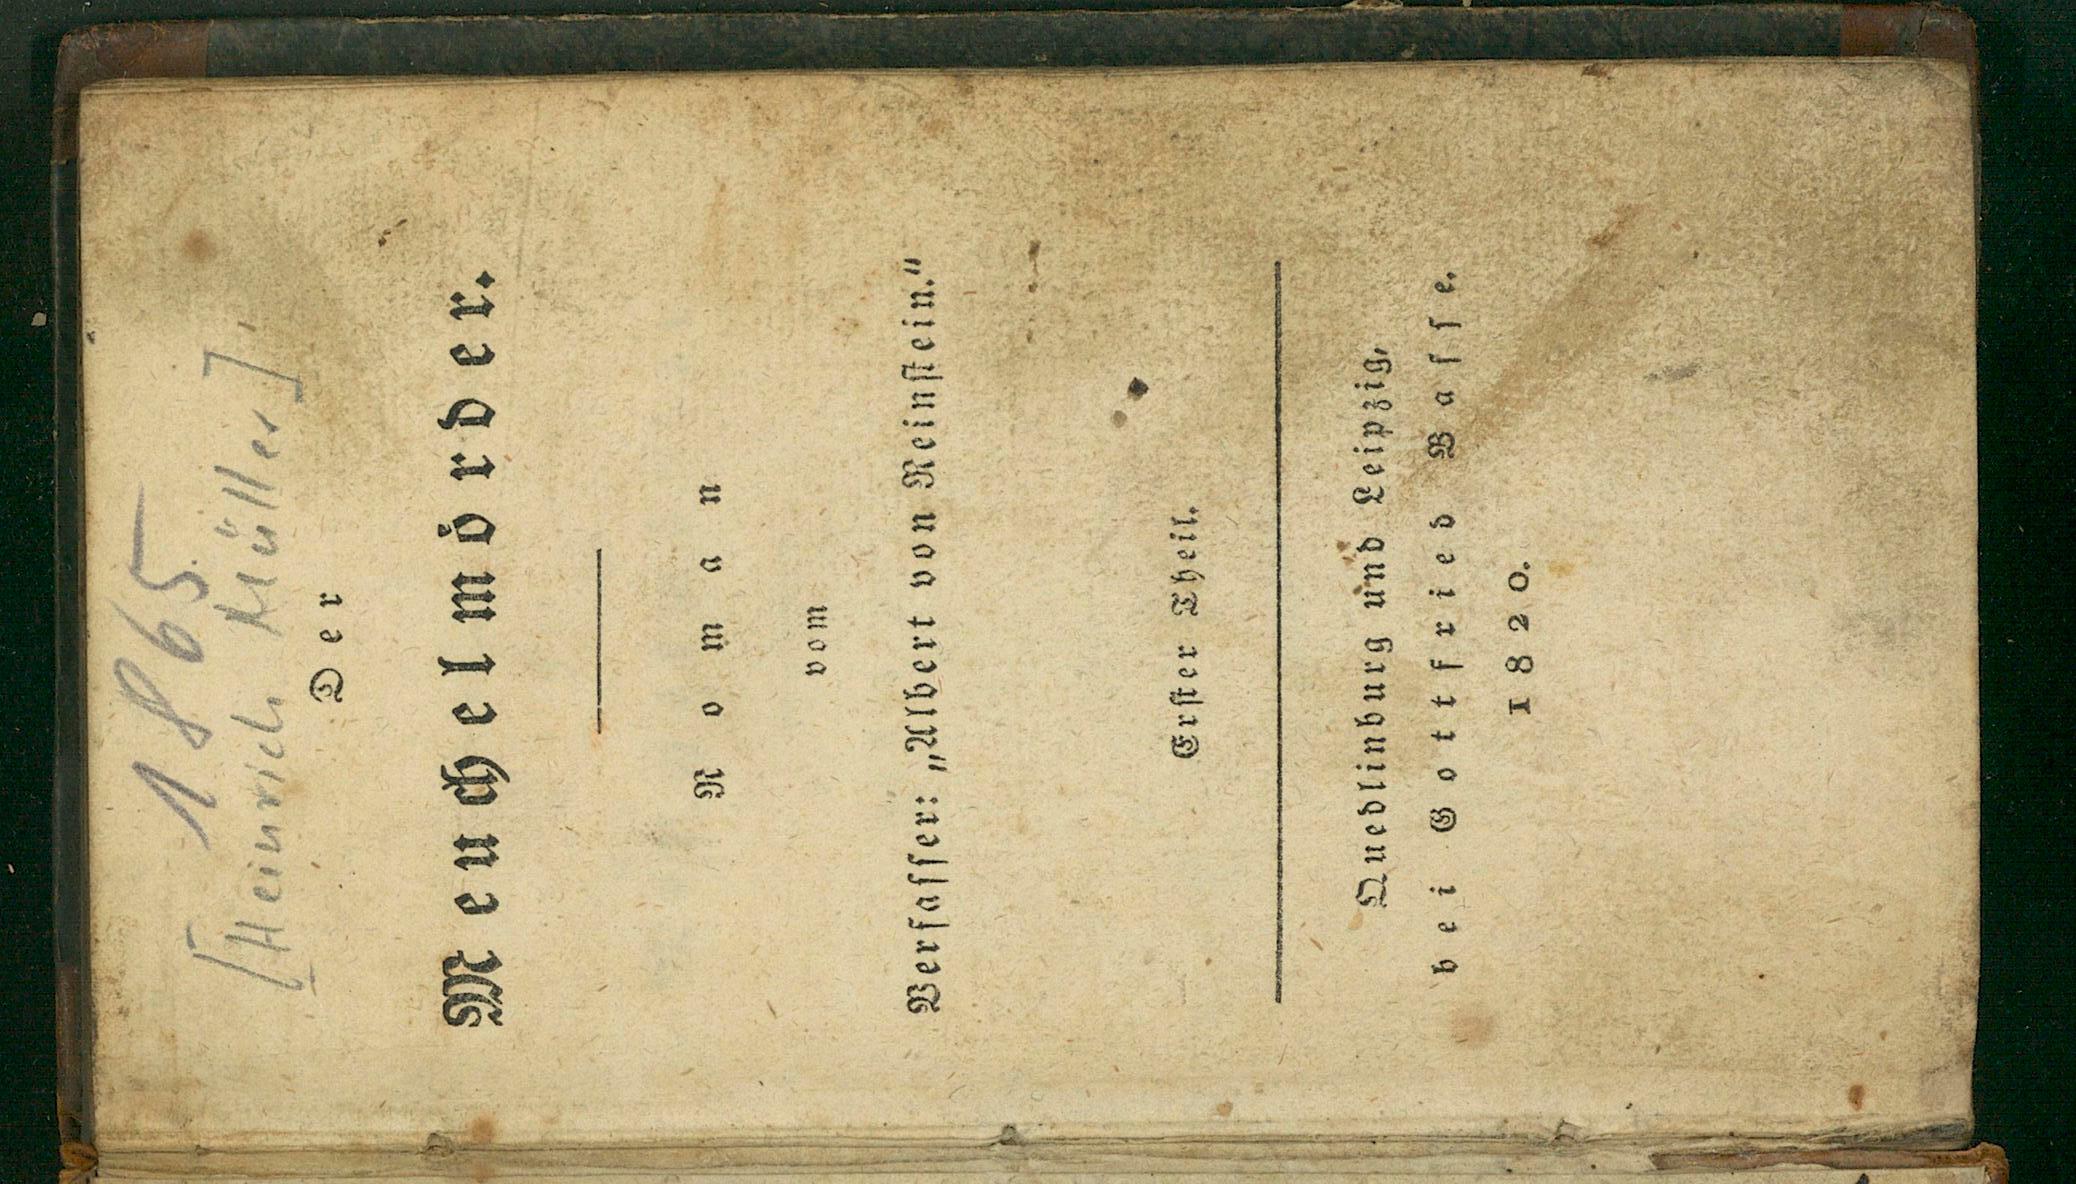 1865
[Heinrich Müller]
Der
Meuchelmörder.
Roman
vom
Verfasser: „Albert von Reinstein.“
Erster Theil.
Quedlinburg und Leipzig,
bei Gottfried Basse.
1820.